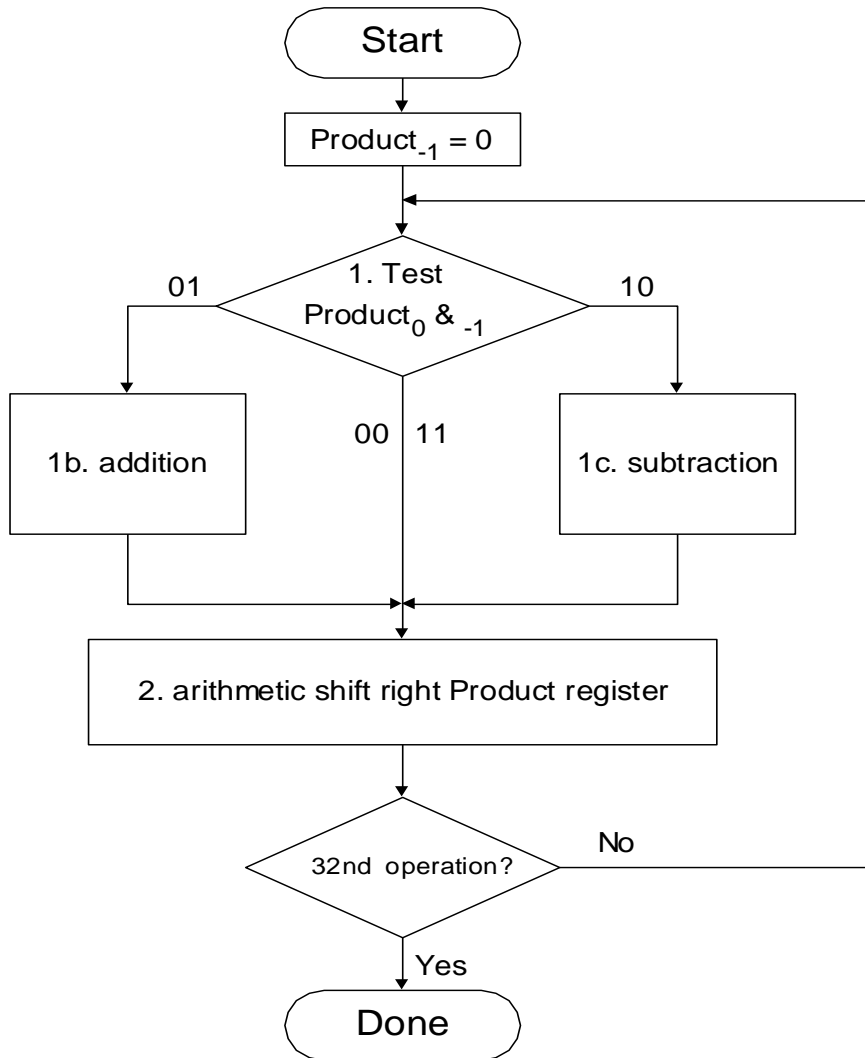 Start
Product₋₁ = 0
1. Test
Product₀ & ₋₁
01
10
00
11
1b. addition
1c. subtraction
2. arithmetic shift right Product register
32nd operation?
No
Yes
Done